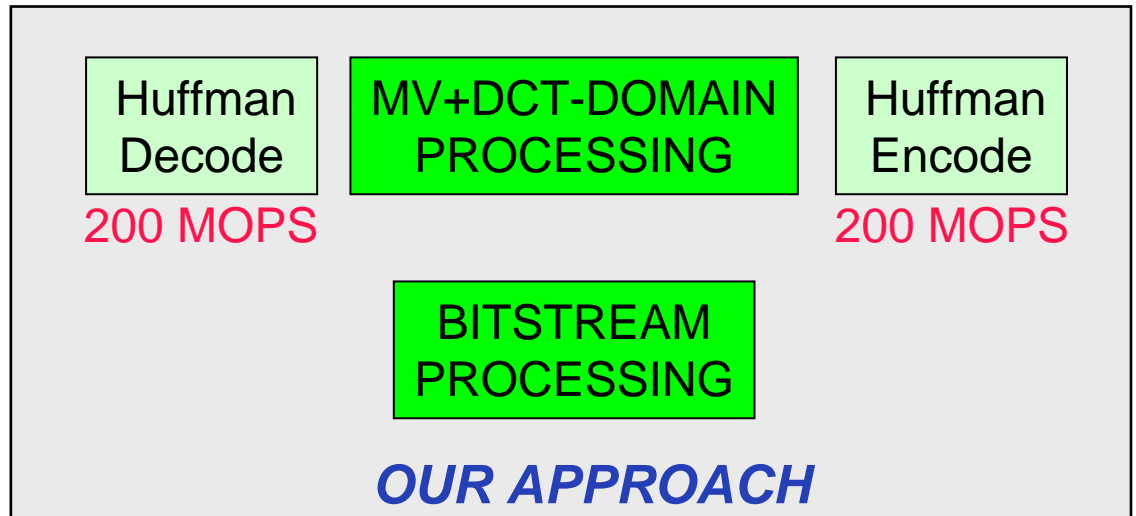 Huffman
Decode
MV+DCT-DOMAIN
PROCESSING
Huffman
Encode
200 MOPS
200 MOPS
BITSTREAM
PROCESSING
OUR APPROACH